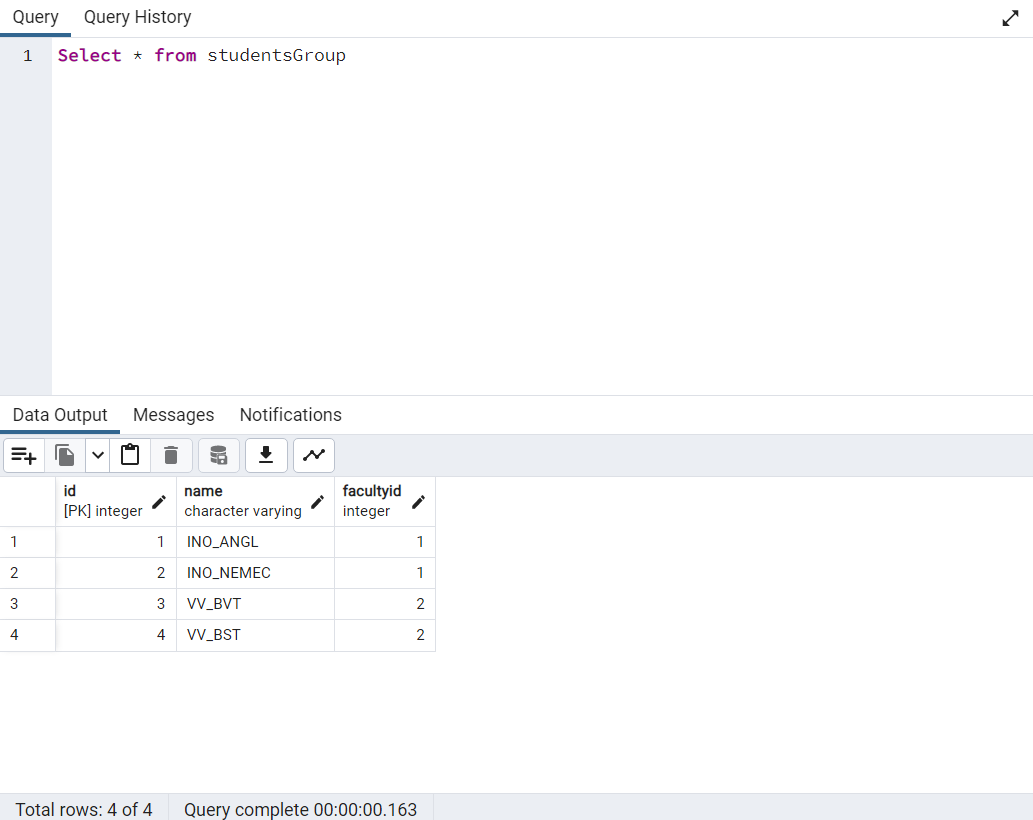 Query Query History
1 Select * from studentsGroup
Data Output Messages Notifications
id name facultyid
[PK] integer character varying integer
1 1 INO_ANGL 1
2 2 INO_NEMEC 1
3 3 VV_BVT 2
4 4 VV_BST 2
Total rows: 4 of 4 Query complete 00:00:00.163